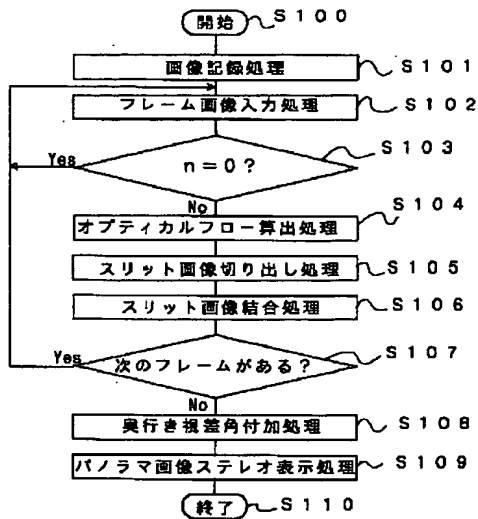 開始 S100
画像記録処理 S101
フレーム画像入力処理 S102
n=0? S103
Yes
No
オプティカルフロー算出処理 S104
スリット画像切り出し処理 S105
スリット画像結合処理 S106
次のフレームがある? S107
Yes
No
奥行き視差角付加処理 S108
パノラマ画像ステレオ表示処理 S109
終了 S110